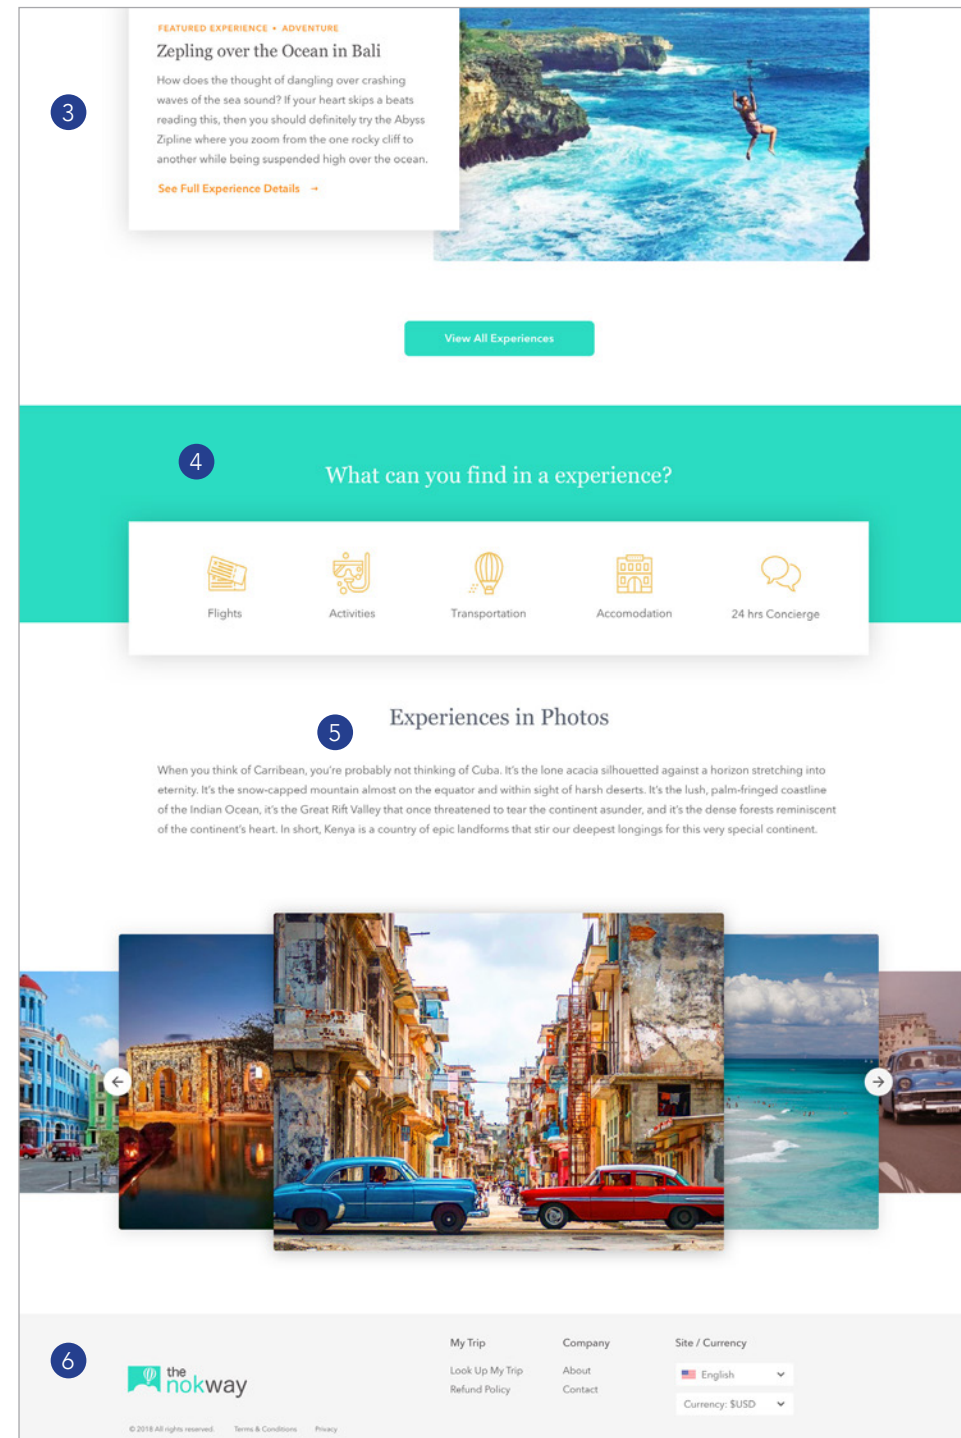 3
FEATURED EXPERIENCE • ADVENTURE
Zepling over the Ocean in Bali
How does the thought of dangling over crashing
waves of the sea sound? If your heart skips a beats
reading this, then you should definitely try the Abyss
Zipline where you zoom from the one rocky cliff to
another while being suspended high over the ocean.
See Full Experience Details →
View All Experiences
4
What can you find in a experience?
Flights
Activities
Transportation
Accomodation
24 hrs Concierge
5
Experiences in Photos
When you think of Carribean, you're probably not thinking of Cuba. It's the lone acacia silhouetted against a horizon stretching into
eternity. It's the snow-capped mountain almost on the equator and within sight of harsh deserts. It's the lush, palm-fringed coastline
of the Indian Ocean, it's the Great Rift Valley that once threatened to tear the continent asunder, and it's the dense forests reminiscent
of the continent's heart. In short, Kenya is a country of epic landforms that stir our deepest longings for this very special continent.
6
the
nokway
My Trip
Look Up My Trip
Refund Policy
Company
About
Contact
Site / Currency
English
Currency: $USD
© 2018 All rights reserved. Terms & Conditions Privacy